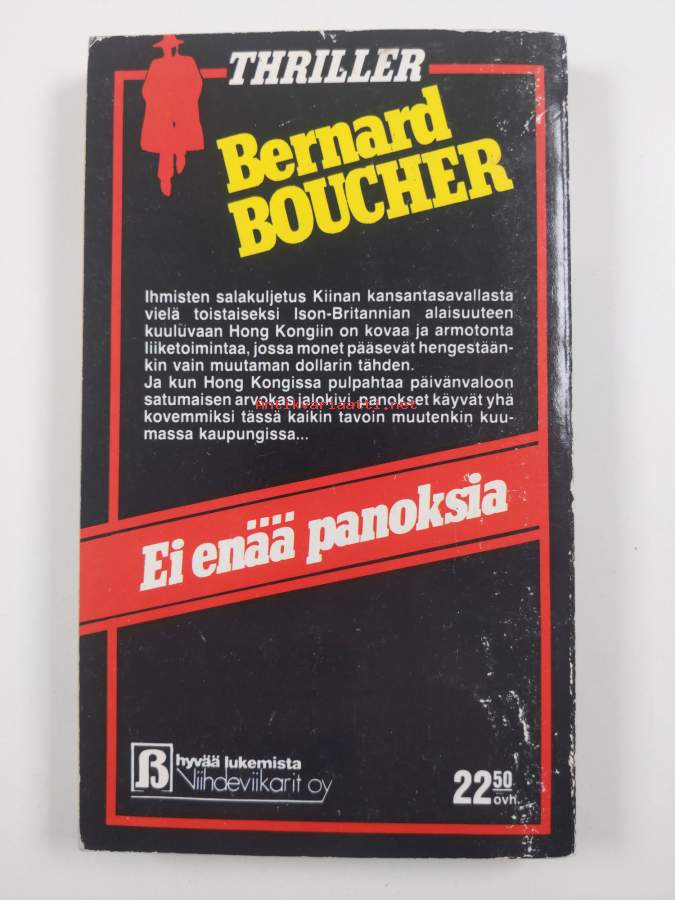 THRILLER
Bernard
BOUCHER
Ihmisten salakuljetus Kiinan kansantasavallasta
vielä toistaiseksi Ison-Britannian alaisuuteen
kuuluvaan Hong Kongiin on kovaa ja armotonta
liiketoimintaa, jossa monet pääsevät hengestään-
kin vain muutaman dollarin tähden.
Ja kun Hong Kongissa pulpahtaa päivänvaloon
satumaisen arvokas jalokivi, panokset käyvät yhä
Antikvariaatti.net
kovemmiksi tässä kaikin tavoin muutenkin kuu-
massa kaupungissa...
Ei enää panoksia
hyvää lukemista
Viihdeviikarit oy
22 50
ovh.